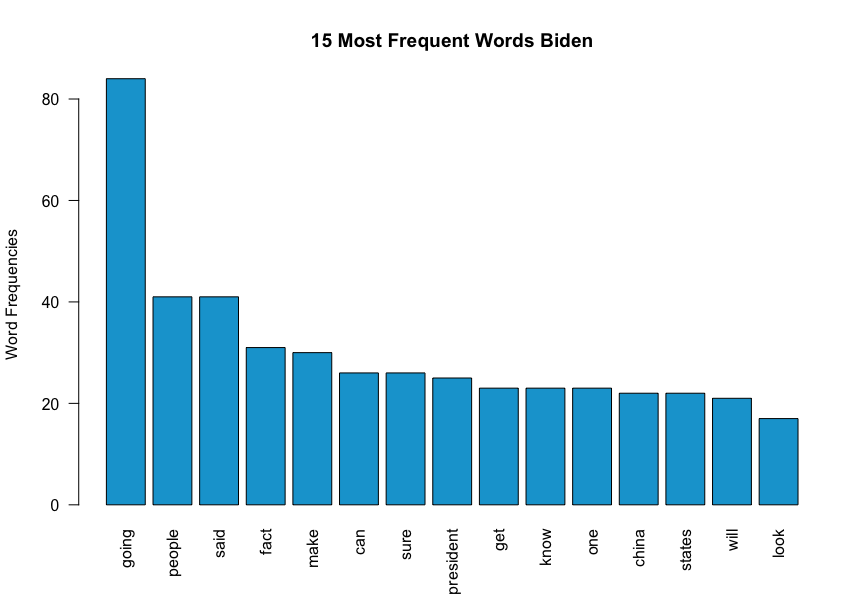 15 Most Frequent Words Biden
Word Frequencies
80
60
40
20
0
going
people
said
fact
make
can
sure
president
get
know
one
china
states
will
look